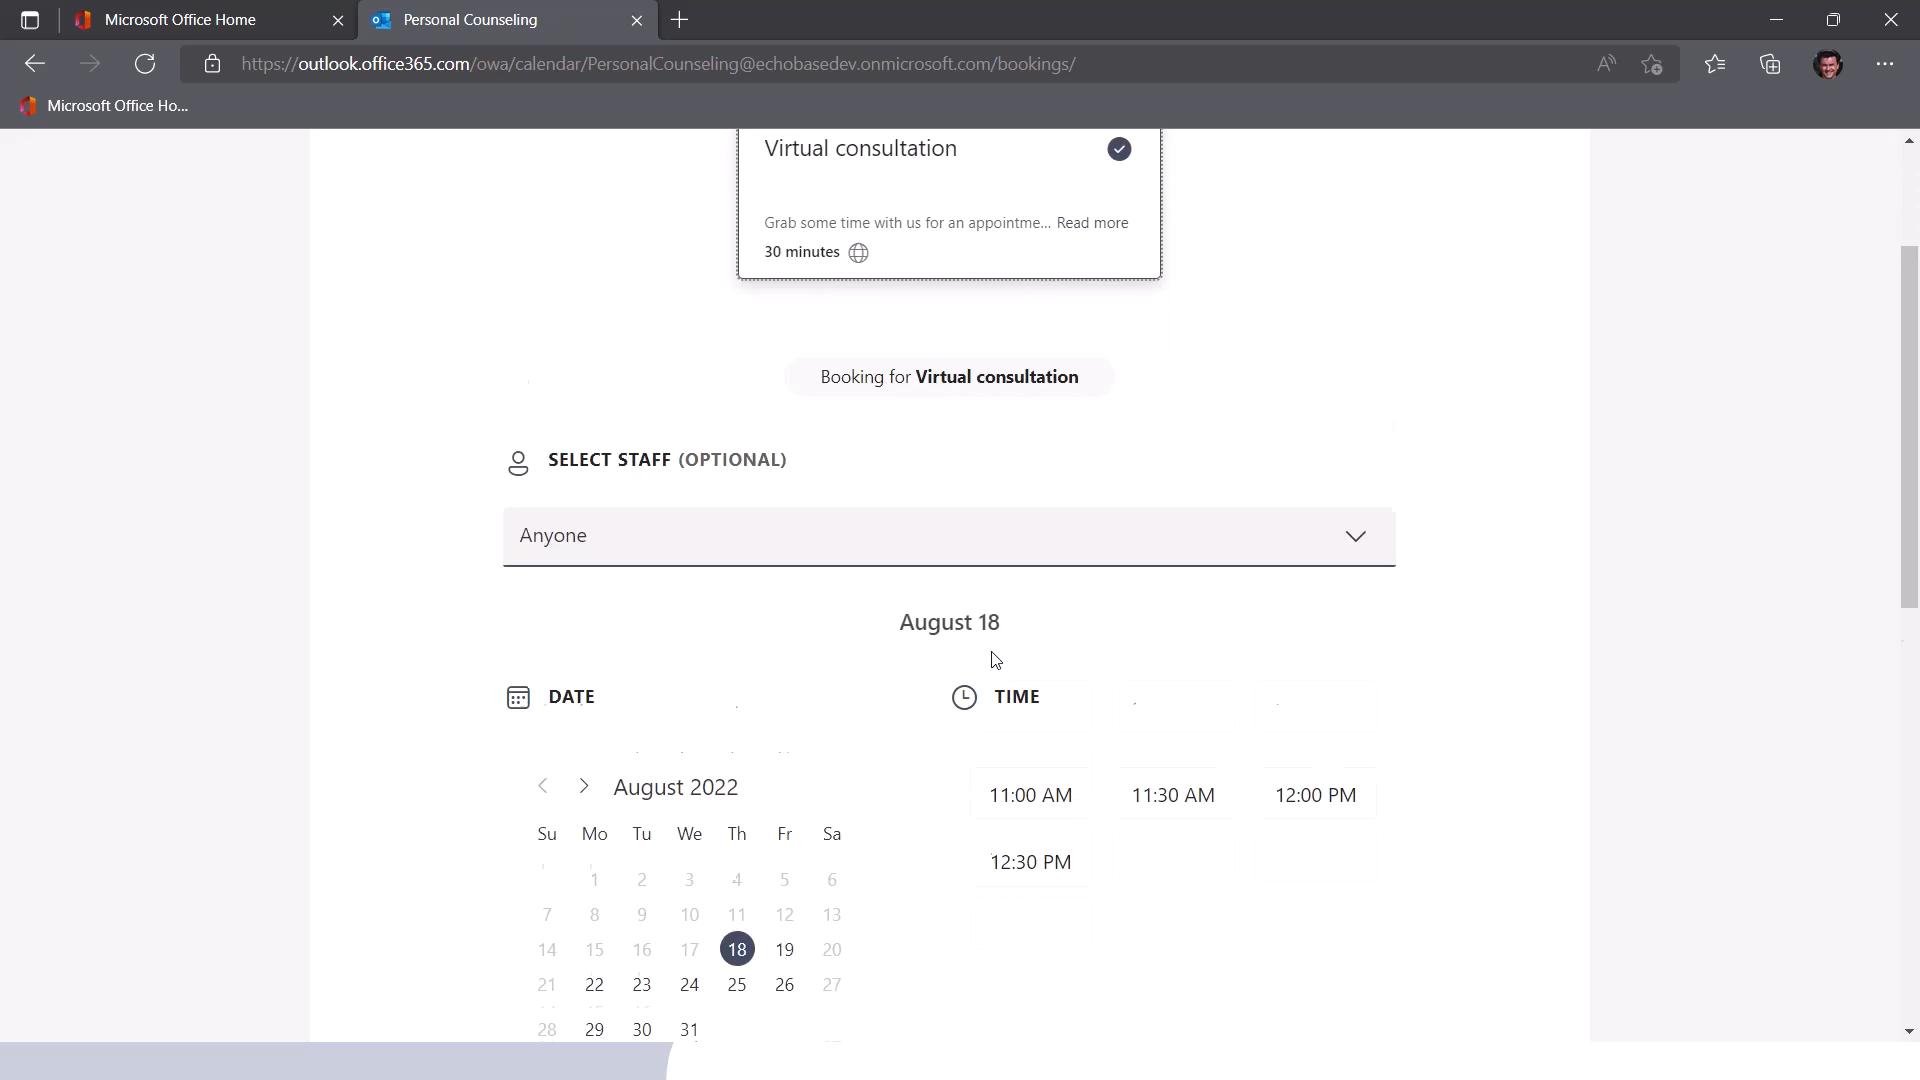 Microsoft Office Home
Personal Counseling
https://outlook.office365.com/owa/calendar/PersonalCounseling@echobasedev.onmicrosoft.com/bookings/
Microsoft Office Ho...
Virtual consultation
Grab some time with us for an appointme... Read more
30 minutes
Booking for Virtual consultation
SELECT STAFF (OPTIONAL)
Anyone
August 18
DATE
TIME
August 2022
11:00 AM 11:30 AM 12:00 PM
Su Mo Tu We Th Fr Sa
12:30 PM
1 2 3 4 5 6
7 8 9 10 11 12 13
14 15 16 17 18 19 20
21 22 23 24 25 26 27
28 29 30 31